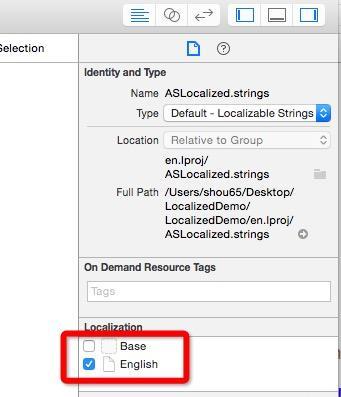 Selection
Identity and Type
Name ASLocalized.strings
Type Default - Localizable Strings
Location Relative to Group
en.lproj/
ASLocalized.strings
Full Path /Users/shou65/Desktop/
LocalizedDemo/
LocalizedDemo/en.lproj/
ASLocalized.strings
On Demand Resource Tags
Tags
Localization
Base
English